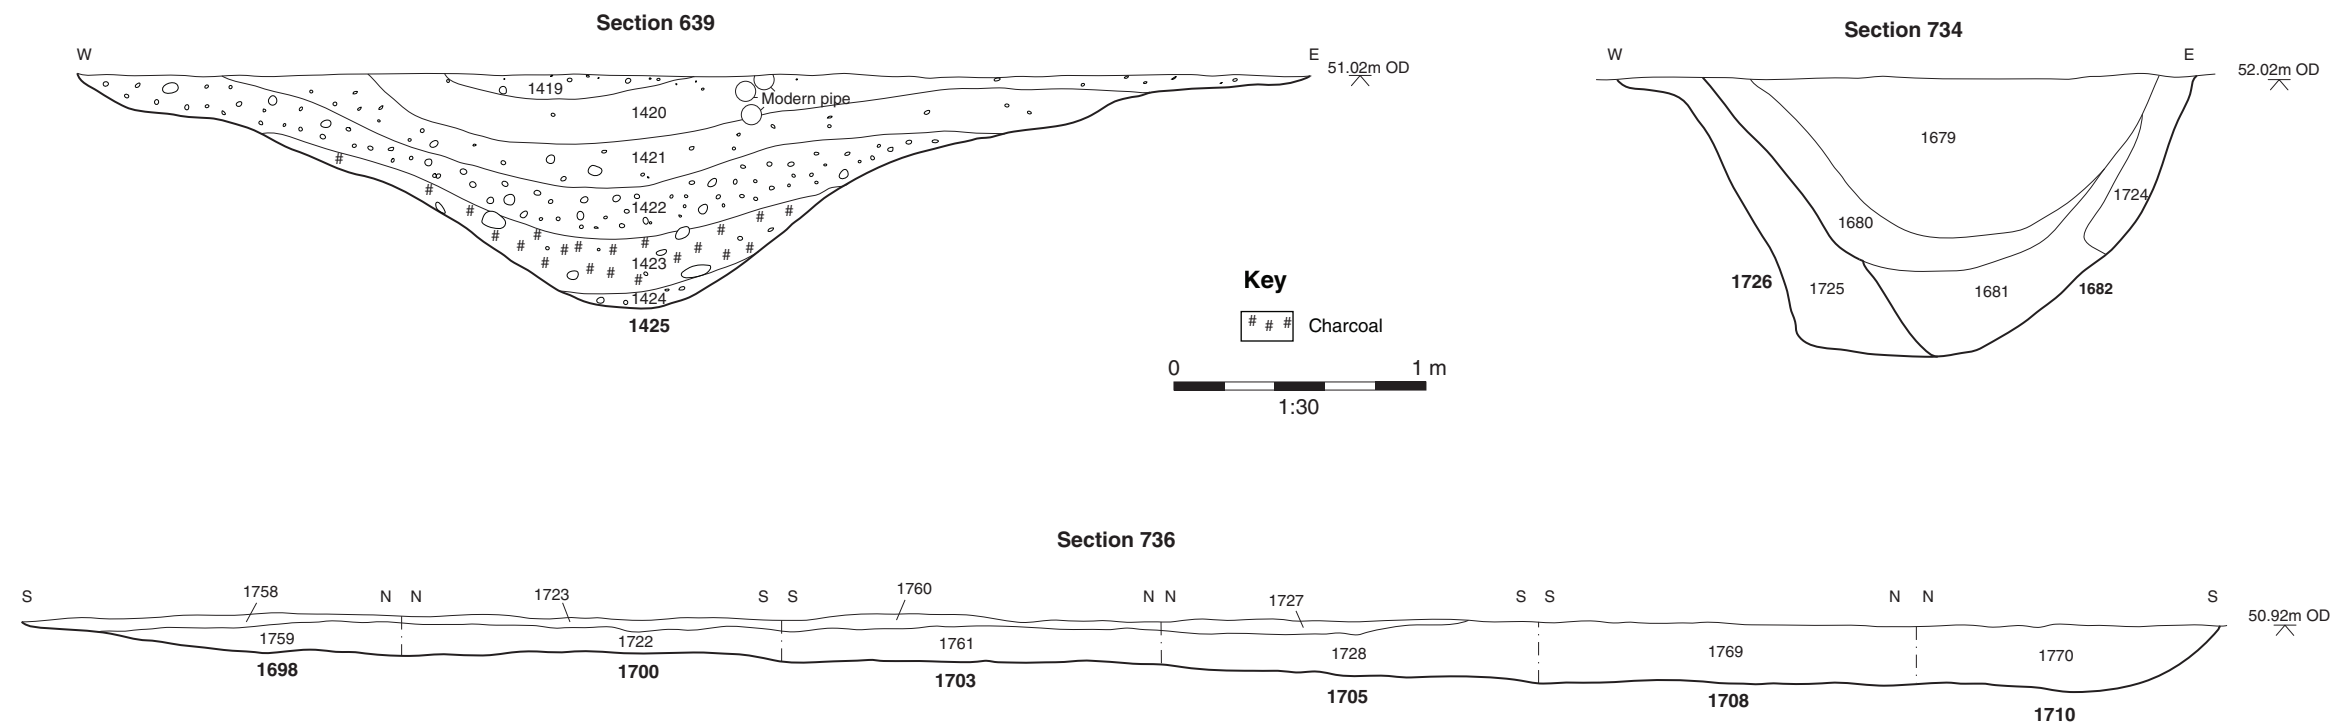 Section 639
W
E
51.02m OD
1419
Modern pipe
1420
1421
1422
1423
1424
1425
Section 734
W
E
52.02m OD
1679
1724
1680
1726
1725
1681
1682
Key
# # #
Charcoal
0
1 m
1:30
Section 736
S
1758
N
N
1723
S
S
1760
N
N
1727
S
S
N
N
S
50.92m OD
1759
1722
1761
1728
1769
1770
1698
1700
1703
1705
1708
1710